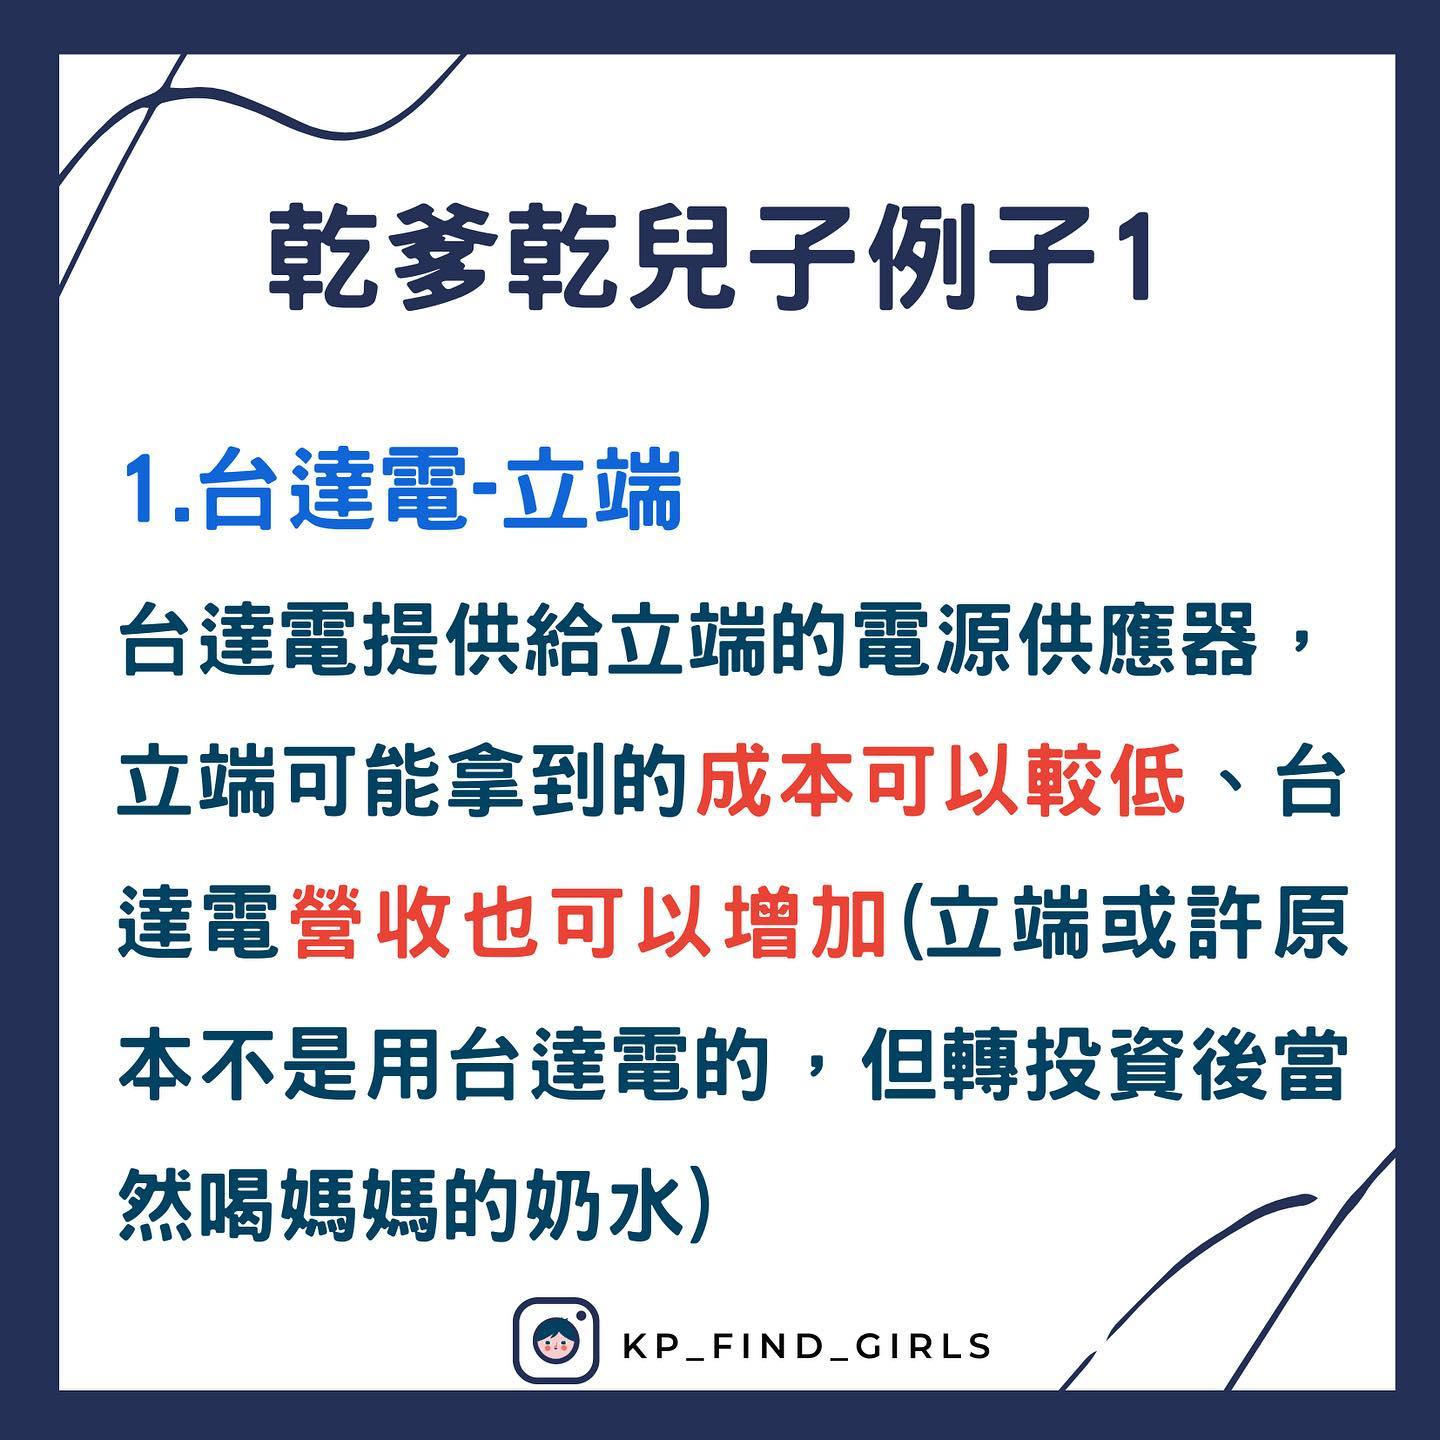 乾爹乾兒子例子1
1.台達電-立端
台達電提供給立端的電源供應器，
立端可能拿到的成本可以較低、台
達電營收也可以增加(立端或許原
本不是用台達電的，但轉投資後當
然喝媽媽的奶水)
KP_FIND_GIRLS